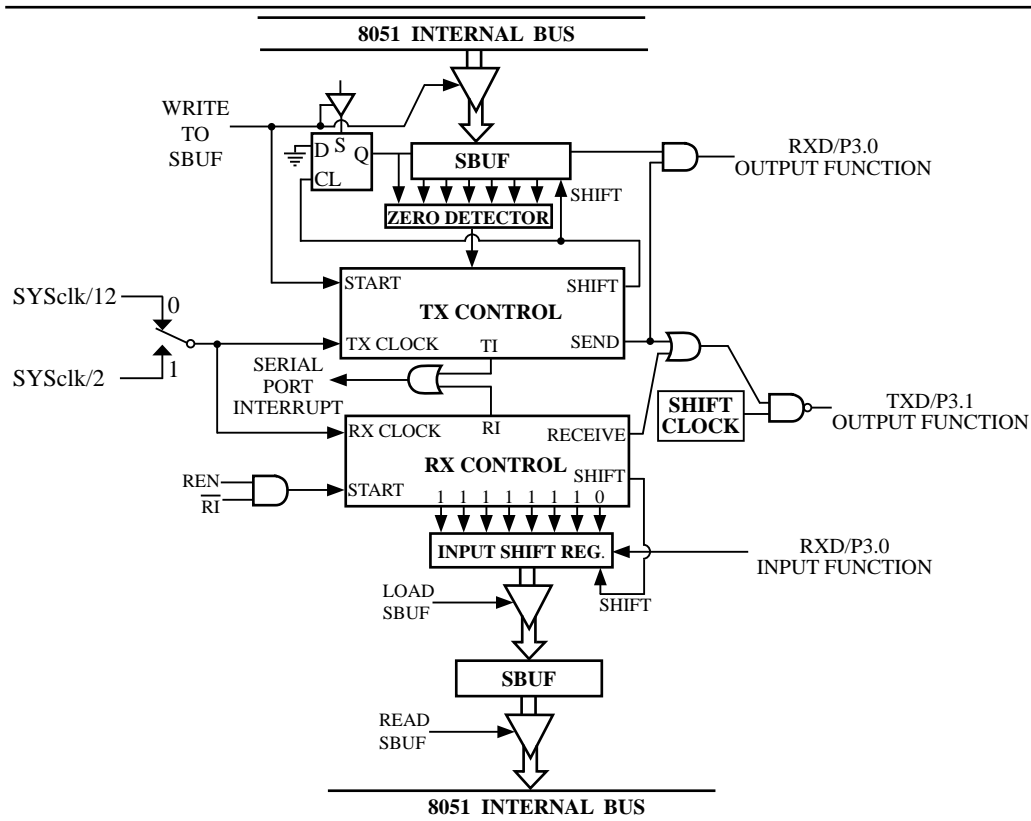 8051 INTERNAL BUS
WRITE
TO
SBUF
D
S
Q
CL
SBUF
SHIFT
ZERO DETECTOR
RXD/P3.0
OUTPUT FUNCTION
SYSclk/12
0
1
SYSclk/2
START
SHIFT
TX CONTROL
TX CLOCK
TI
SEND
SERIAL
PORT
INTERRUPT
SHIFT
CLOCK
TXD/P3.1
OUTPUT FUNCTION
RX CLOCK
RI
RECEIVE
RX CONTROL
SHIFT
START
1 1 1 1 1 1 1 0
REN
R̅I̅
INPUT SHIFT REG.
RXD/P3.0
INPUT FUNCTION
LOAD
SBUF
SHIFT
SBUF
READ
SBUF
8051 INTERNAL BUS